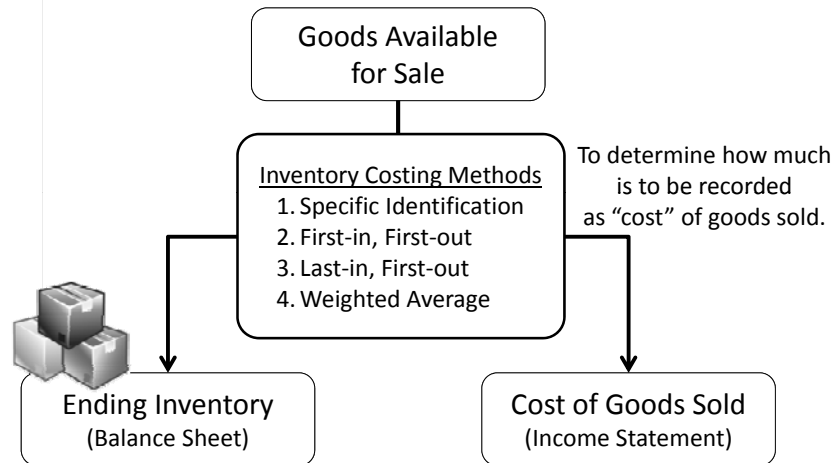 Goods Available
for Sale
Inventory Costing Methods
1. Specific Identification
2. First-in, First-out
3. Last-in, First-out
4. Weighted Average
To determine how much
is to be recorded
as “cost” of goods sold.
Ending Inventory
(Balance Sheet)
Cost of Goods Sold
(Income Statement)